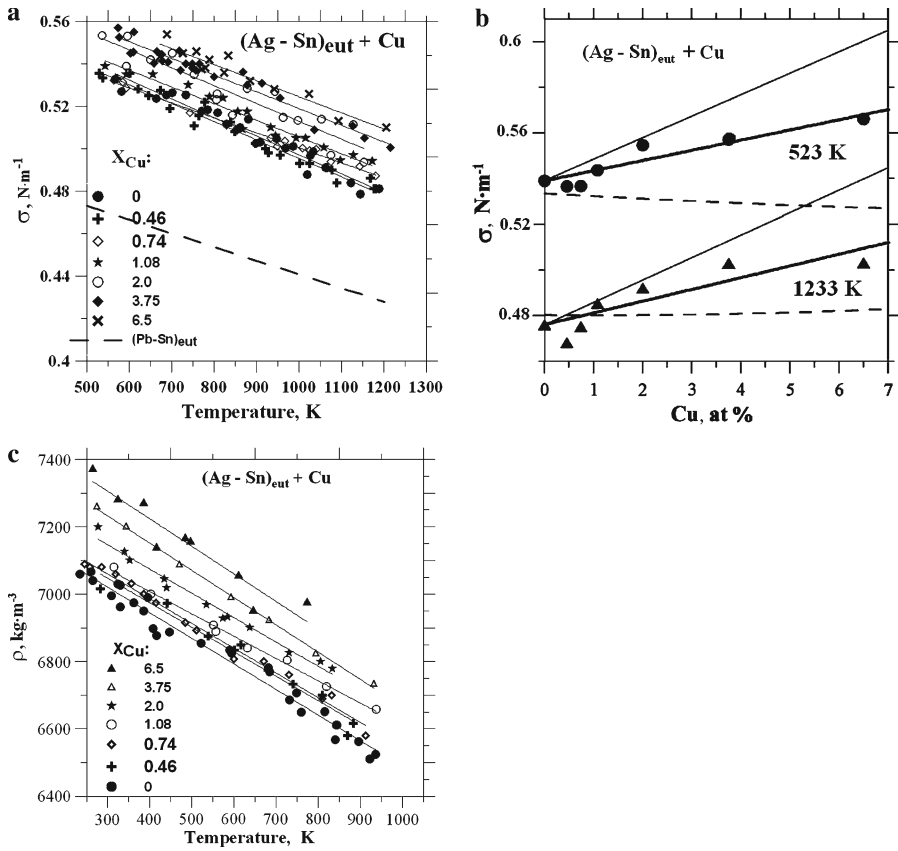 a
(Ag - Sn)eut + Cu
0.56
0.52
0.48
0.44
0.4
σ, N·m-1
XCu:
0
0.46
0.74
1.08
2.0
3.75
6.5
(Pb-Sn)eut
500 600 700 800 900 1000 1100 1200 1300
Temperature, K
b
(Ag - Sn)eut + Cu
0.6
0.56
0.52
0.48
σ, N·m-1
523 K
1233 K
0 1 2 3 4 5 6 7
Cu, at %
c
(Ag - Sn)eut + Cu
7400
7200
7000
6800
6600
6400
ρ, kg·m-3
XCu:
6.5
3.75
2.0
1.08
0.74
0.46
0
300 400 500 600 700 800 900 1000
Temperature, K